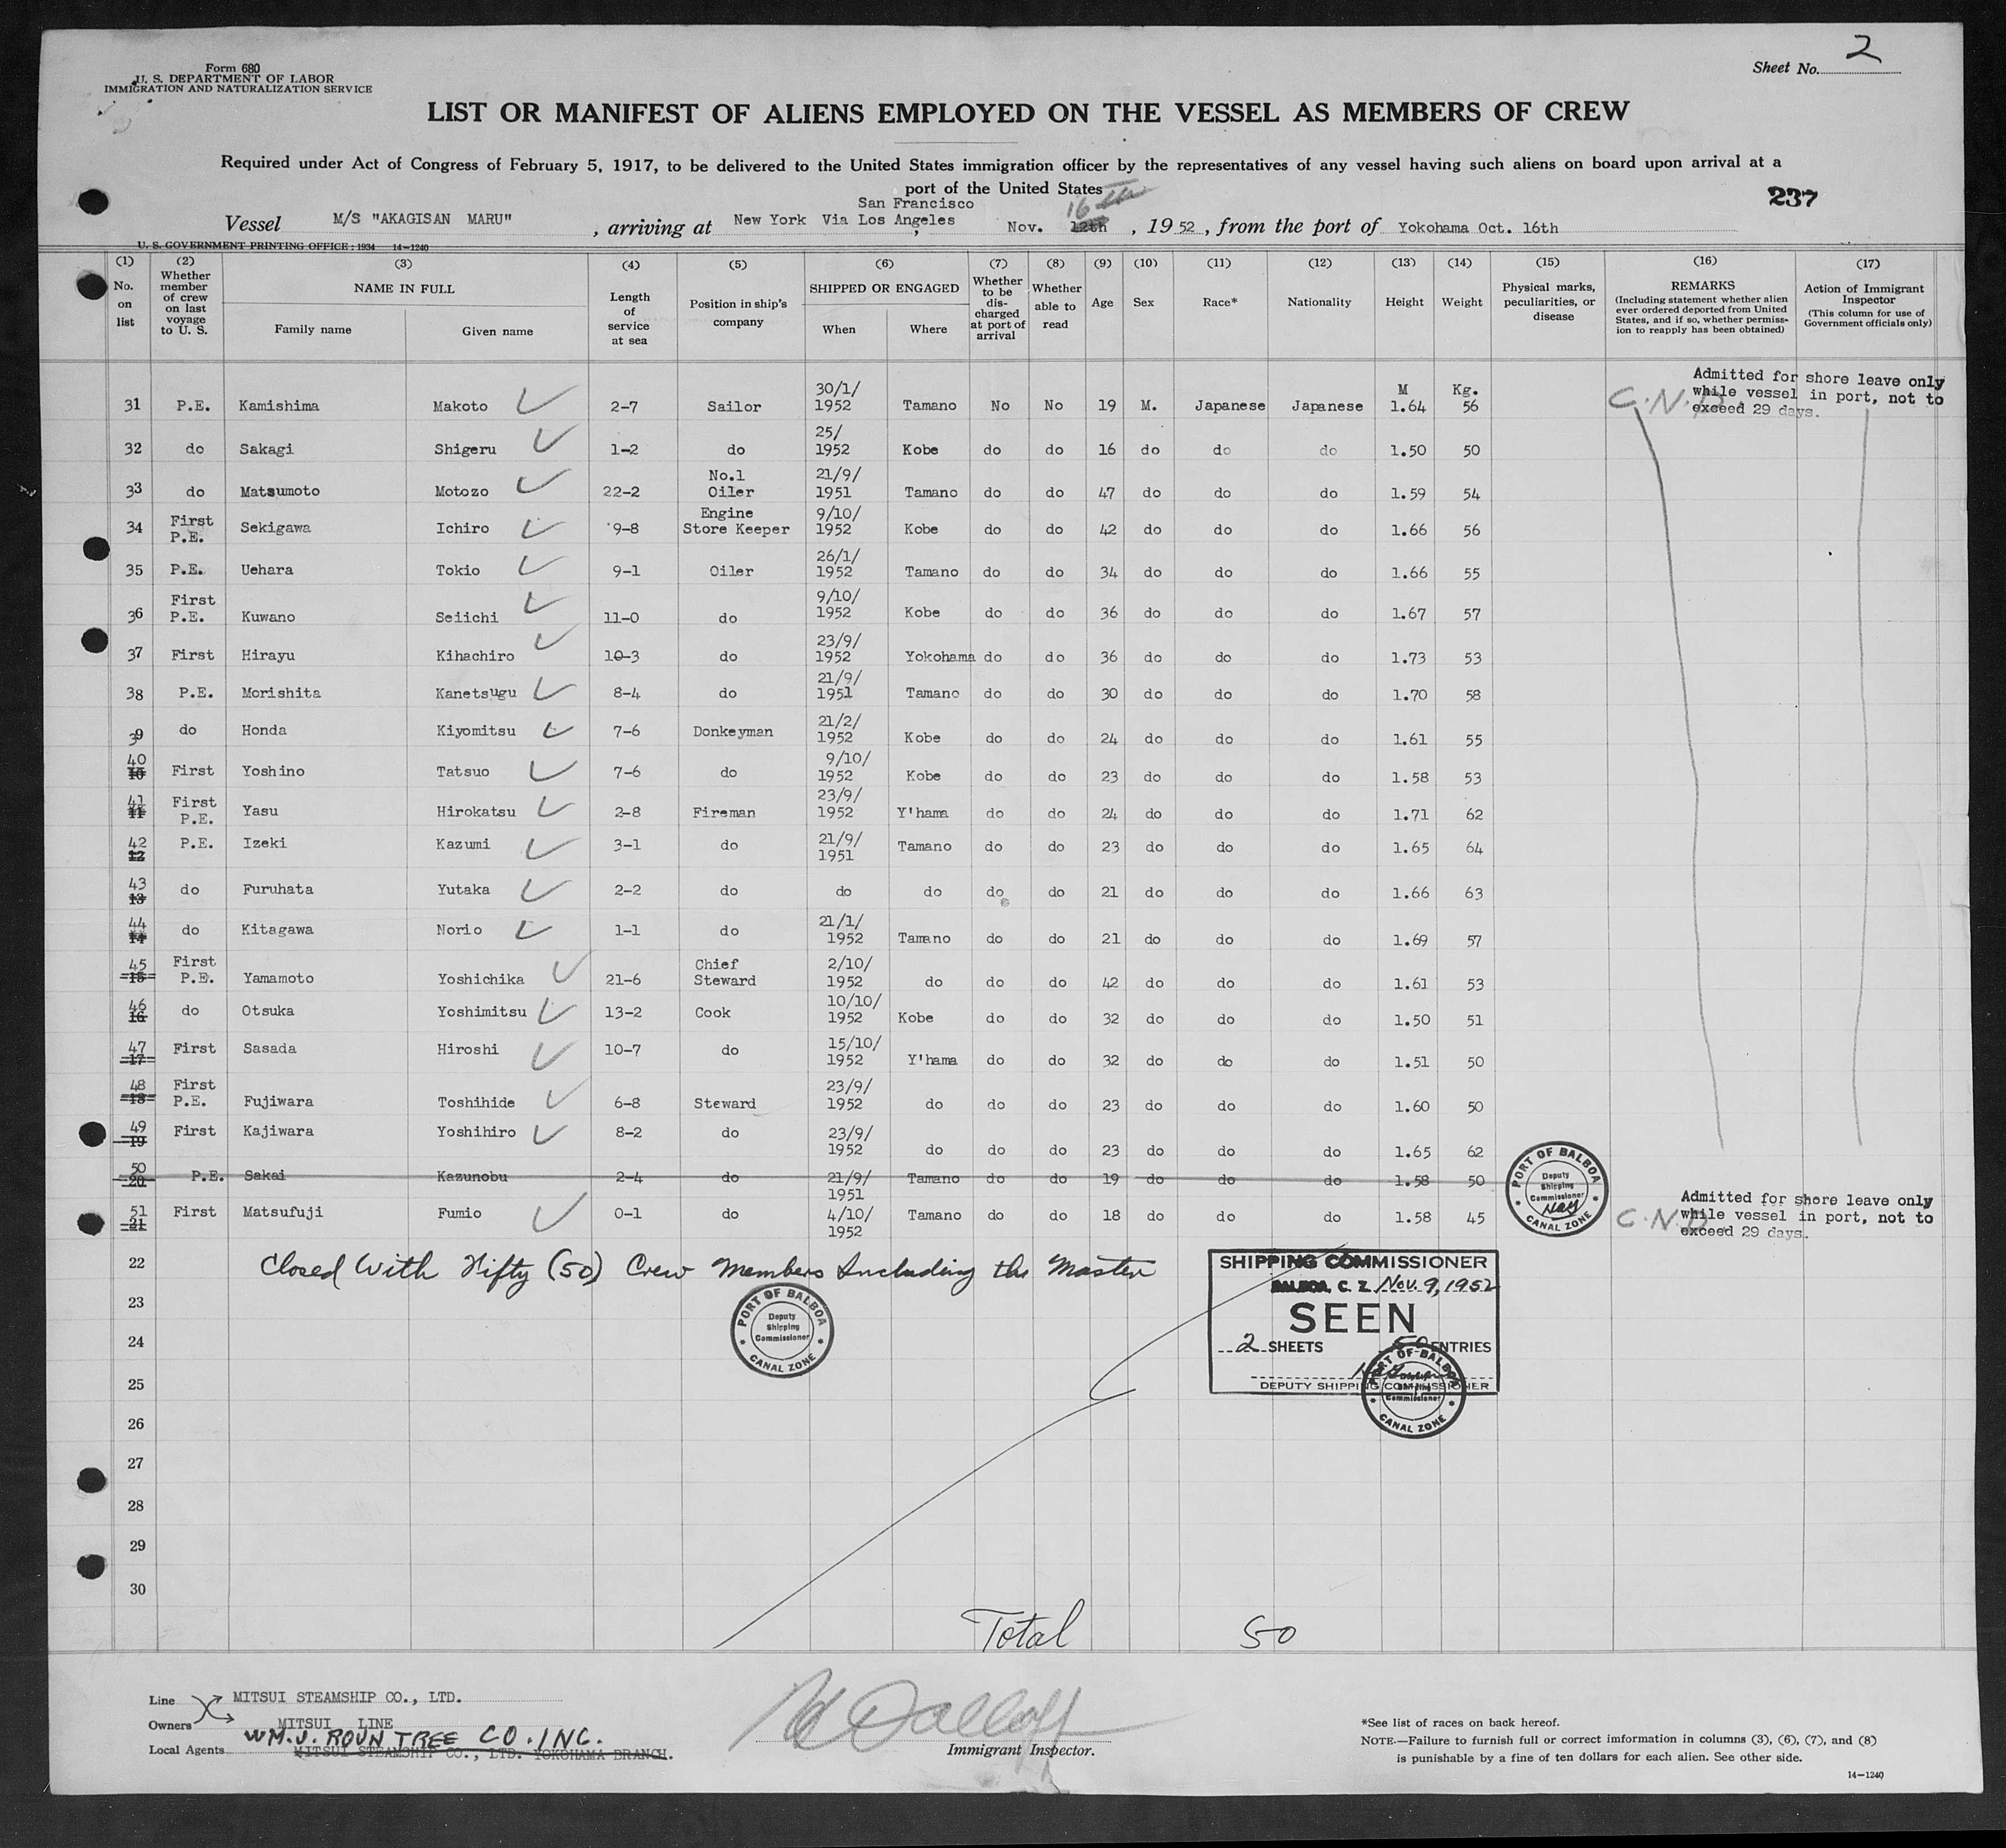 Form 680
U. S. DEPARTMENT OF LABOR
IMMIGRATION AND NATURALIZATION SERVICE
Sheet No. 2
LIST OR MANIFEST OF ALIENS EMPLOYED ON THE VESSEL AS MEMBERS OF CREW
Required under Act of Congress of February 5, 1917, to be delivered to the United States immigration officer by the representatives of any vessel having such aliens on board upon arrival at a
port of the United States
237
San Francisco
16th
Vessel M/S "AKAGISAN MARU", arriving at New York Via Los Angeles, Nov. 12th, 1952, from the port of Yokohama Oct. 16th
U. S. GOVERNMENT PRINTING OFFICE : 1934 14—1240
(1) No. on list
(2) Whether member of crew on last voyage to U. S.
(3) NAME IN FULL Family name Given name
(4) Length of service at sea
(5) Position in ship's company
(6) SHIPPED OR ENGAGED When Where
(7) Whether to be discharged at port of arrival
(8) Whether able to read
(9) Age
(10) Sex
(11) Race*
(12) Nationality
(13) Height
(14) Weight
(15) Physical marks, peculiarities, or disease
(16) REMARKS (Including statement whether alien ever ordered deported from United States, and if so, whether permission to reapply has been obtained)
(17) Action of Immigrant Inspector (This column for use of Government officials only)
M Kg.
31 P.E. Kamishima Makoto 2-7 Sailor 30/1/1952 Tamano No No 19 M. Japanese Japanese 1.64 56 C.N.D. Admitted for shore leave only while vessel in port, not to exceed 29 days.
32 do Sakagi Shigeru 1-2 do 25/ 1952 Kobe do do 16 do do do 1.50 50
33 do Matsumoto Motozo 22-2 No.1 Oiler 21/9/1951 Tamano do do 47 do do do 1.59 54
34 First P.E. Sekigawa Ichiro 9-8 Engine Store Keeper 9/10/1952 Kobe do do 42 do do do 1.66 56
35 P.E. Uehara Tokio 9-1 Oiler 26/1/1952 Tamano do do 34 do do do 1.66 55
36 First P.E. Kuwano Seiichi 11-0 do 9/10/1952 Kobe do do 36 do do do 1.67 57
37 First Hirayu Kihachiro 10-3 do 23/9/1952 Yokohama do do 36 do do do 1.73 53
38 P.E. Morishita Kanetsugu 8-4 do 21/9/1951 Tamano do do 30 do do do 1.70 58
39 do Honda Kiyomitsu 7-6 Donkeyman 21/2/1952 Kobe do do 24 do do do 1.61 55
40 10 First Yoshino Tatsuo 7-6 do 9/10/1952 Kobe do do 23 do do do 1.58 53
41 11 First P.E. Yasu Hirokatsu 2-8 Fireman 23/9/1952 Y'hama do do 24 do do do 1.71 62
42 12 P.E. Izeki Kazumi 3-1 do 21/9/1951 Tamano do do 23 do do do 1.65 64
43 13 do Furuhata Yutaka 2-2 do do do do do 21 do do do 1.66 63
44 14 do Kitagawa Norio 1-1 do 21/1/1952 Tamano do do 21 do do do 1.69 57
45 15 First P.E. Yamamoto Yoshichika 21-6 Chief Steward 2/10/1952 do do do 42 do do do 1.61 53
46 16 do Otsuka Yoshimitsu 13-2 Cook 10/10/1952 Kobe do do 32 do do do 1.50 51
47 17 First Sasada Hiroshi 10-7 do 15/10/1952 Y'hama do do 32 do do do 1.51 50
48 18 First P.E. Fujiwara Toshihide 6-8 Steward 23/9/1952 do do do 23 do do do 1.60 50
49 19 First Kajiwara Yoshihiro 8-2 do 23/9/1952 do do do 23 do do do 1.65 62
50 20 P.E. Sakai Kazunobu 2-4 do 21/9/1951 Tamano do do 19 do do do 1.58 50
PORT OF BALBOA Deputy Shipping Commissioner CANAL ZONE
51 21 First Matsufuji Fumio 0-1 do 4/10/1952 Tamano do do 18 do do do 1.58 45 C.N.D. Admitted for shore leave only while vessel in port, not to exceed 29 days.
22 Closed With Fifty (50) Crew Members Including the Master
23
24
25
26
27
28
29
30
PORT OF BALBOA Deputy Shipping Commissioner CANAL ZONE
SHIPPING COMMISSIONER
BALBOA, C. Z. Nov. 9, 1952
SEEN
2 SHEETS 50 ENTRIES
DEPUTY SHIPPING COMMISSIONER
PORT OF BALBOA Deputy Shipping Commissioner CANAL ZONE
Total 50
Line MITSUI STEAMSHIP CO., LTD.
Owners MITSUI LINE
WM. J. ROUNTREE CO. INC.
Local Agents MITSUI STEAMSHIP CO., LTD. YOKOHAMA BRANCH.
Immigrant Inspector.
*See list of races on back hereof.
NOTE.—Failure to furnish full or correct imformation in columns (3), (6), (7), and (8)
is punishable by a fine of ten dollars for each alien. See other side.
14—1240